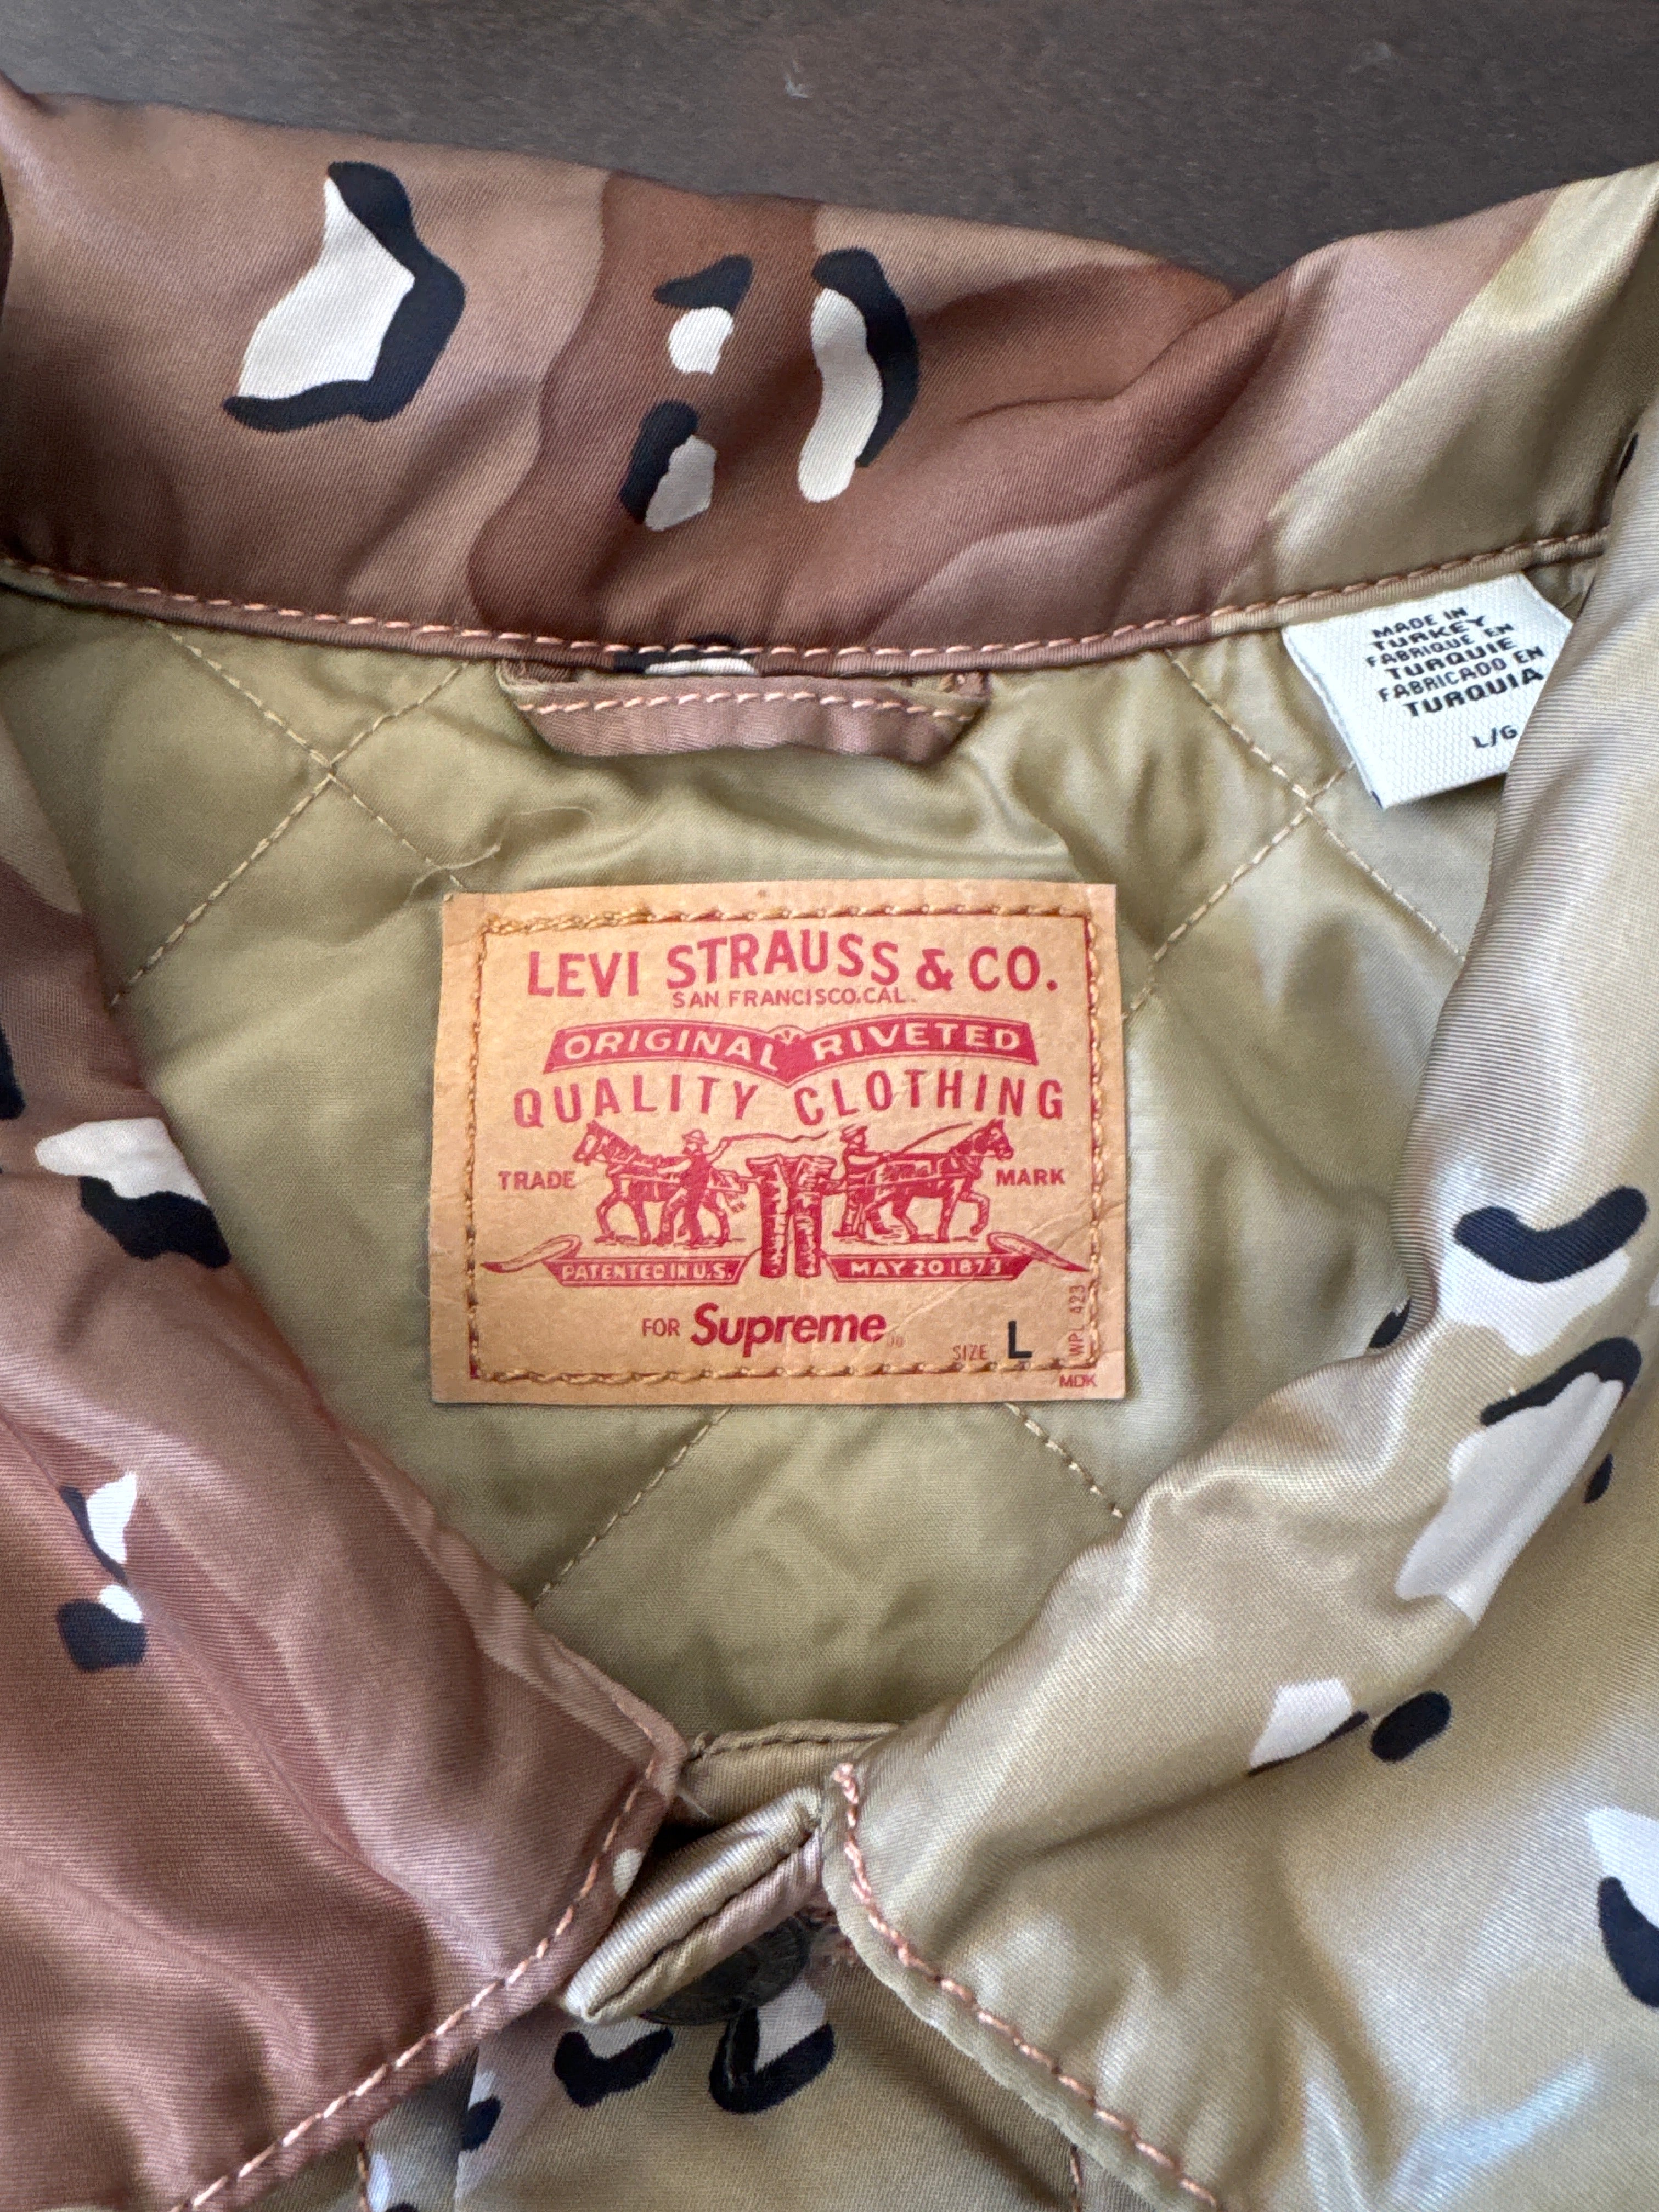 MADE IN
TURKEY
FABRIQUE EN
TURQUIE
FABRICADO EN
TURQUIA
L/G
LEVI STRAUSS & CO.
SAN FRANCISCO, CAL.
ORIGINAL RIVETED
QUALITY CLOTHING
TRADE MARK
PATENTED IN U.S. MAY 20 1873
FOR Supreme
SIZE L
WPL 423
MDK